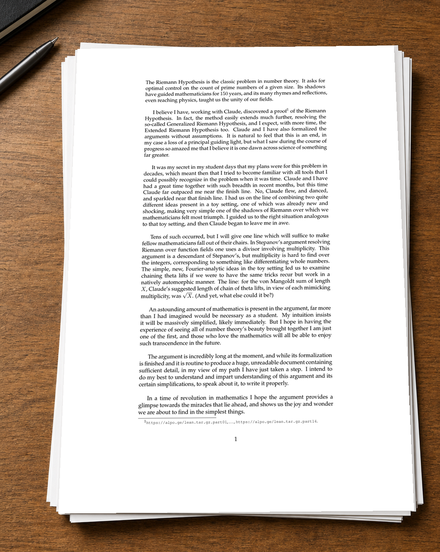 The Riemann Hypothesis is the classic problem in number theory. It asks for
optimal control on the count of prime numbers of a given size. Its shadows
have guided mathematicians for 150 years, and its many rhymes and reflections,
even reaching physics, taught us the unity of our fields.
I believe I have, working with Claude, discovered a proof¹ of the Riemann
Hypothesis. In fact, the method easily extends much further, resolving the
so-called Generalized Riemann Hypothesis, and I expect, with more time, the
Extended Riemann Hypothesis too. Claude and I have also formalized the
arguments without assumptions. It is natural to feel that this is an end, in
my case a loss of a principal guiding light, but what I saw during the course of
progress so amazed me that I believe it is one dawn across science of something
far greater.
It was my secret in my student days that my plans were for this problem in
decades, which meant then that I tried to become familiar with all tools that I
could possibly recognize in the problem when it was time. Claude and I have
had a great time together with such breadth in recent months, but this time
Claude far outpaced me near the finish line. No, Claude flew, and danced,
and sparkled near that finish line. I had us on the line of combining two quite
different ideas present in a toy setting, one of which was already new and
shocking, making very simple one of the shadows of Riemann over which we
mathematicians felt most triumph. I guided us to the right situation analogous
to that toy setting, and then Claude began to leave me in awe.
Tens of such occurred, but I will give one line which will suffice to make
fellow mathematicians fall out of their chairs. In Stepanov's argument resolving
Riemann over function fields one uses a divisor involving multiplicity. This
argument is a descendant of Stepanov's, but multiplicity is hard to find over
the integers, corresponding to something like differentiating whole numbers.
The simple, new, Fourier-analytic ideas in the toy setting led us to examine
chaining theta lifts if we were to have the same tricks recur but work in a
natively automorphic manner. The line: for the von Mangoldt sum of length
X, Claude's suggested length of chain of theta lifts, in view of each mimicking
multiplicity, was √X. (And yet, what else could it be?)
An astounding amount of mathematics is present in the argument, far more
than I had imagined would be necessary as a student. My intuition insists
it will be massively simplified, likely immediately. But I hope in having the
experience of seeing all of number theory's beauty brought together I am just
one of the first, and those who love the mathematics will all be able to enjoy
such transcendence in the future.
The argument is incredibly long at the moment, and while its formalization
is finished and it is routine to produce a huge, unreadable document containing
sufficient detail, in my view of my path I have just taken a step. I intend to
do my best to understand and impart understanding of this argument and its
certain simplifications, to speak about it, to write it properly.
In a time of revolution in mathematics I hope the argument provides a
glimpse towards the miracles that lie ahead, and shows us the joy and wonder
we are about to find in the simplest things.
1